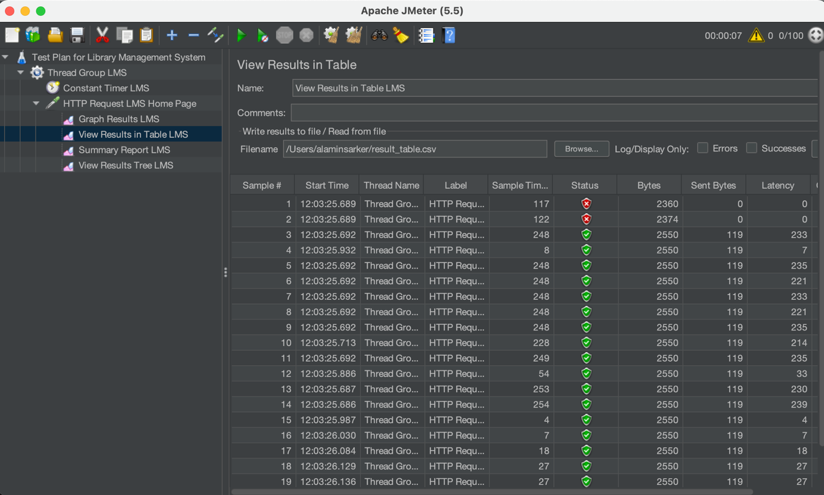 Apache JMeter (5.5)
00:00:07 0 0/100
Test Plan for Library Management System
Thread Group LMS
Constant Timer LMS
HTTP Request LMS Home Page
Graph Results LMS
View Results in Table LMS
Summary Report LMS
View Results Tree LMS
View Results in Table
Name: View Results in Table LMS
Comments:
Write results to file / Read from file
Filename /Users/alaminsarker/result_table.csv Browse... Log/Display Only: Errors Successes
Sample # Start Time Thread Name Label Sample Tim... Status Bytes Sent Bytes Latency
1 12:03:25.689 Thread Gro... HTTP Requ... 117 2360 0 0
2 12:03:25.689 Thread Gro... HTTP Requ... 122 2374 0 0
3 12:03:25.692 Thread Gro... HTTP Requ... 248 2550 119 233
4 12:03:25.932 Thread Gro... HTTP Requ... 8 2550 119 7
5 12:03:25.692 Thread Gro... HTTP Requ... 248 2550 119 235
6 12:03:25.692 Thread Gro... HTTP Requ... 248 2550 119 221
7 12:03:25.692 Thread Gro... HTTP Requ... 248 2550 119 233
8 12:03:25.692 Thread Gro... HTTP Requ... 248 2550 119 221
9 12:03:25.692 Thread Gro... HTTP Requ... 248 2550 119 235
10 12:03:25.713 Thread Gro... HTTP Requ... 228 2550 119 214
11 12:03:25.692 Thread Gro... HTTP Requ... 249 2550 119 235
12 12:03:25.886 Thread Gro... HTTP Requ... 54 2550 119 33
13 12:03:25.687 Thread Gro... HTTP Requ... 253 2550 119 230
14 12:03:25.686 Thread Gro... HTTP Requ... 254 2550 119 239
15 12:03:25.987 Thread Gro... HTTP Requ... 4 2550 119 4
16 12:03:26.030 Thread Gro... HTTP Requ... 7 2550 119 7
17 12:03:26.084 Thread Gro... HTTP Requ... 18 2550 119 18
18 12:03:26.129 Thread Gro... HTTP Requ... 27 2550 119 27
19 12:03:26.136 Thread Gro... HTTP Requ... 27 2550 119 27